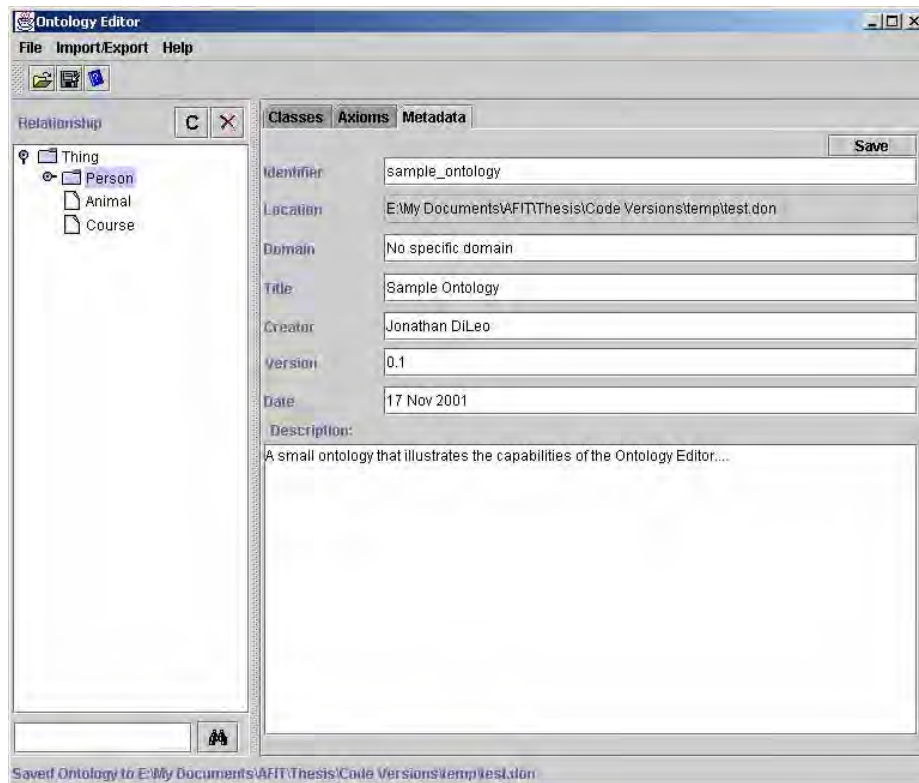 Ontology Editor
File Import/Export Help
Relationship C
Classes Axioms Metadata
Save
Thing
Person
Animal
Course
Identifier sample_ontology
Location E:\My Documents\AFIT\Thesis\Code Versions\temp\test.don
Domain No specific domain
Title Sample Ontology
Creator Jonathan DiLeo
Version 0.1
Date 17 Nov 2001
Description:
A small ontology that illustrates the capabilities of the Ontology Editor....
Saved Ontology to E:\My Documents\AFIT\Thesis\Code Versions\temp\test.don